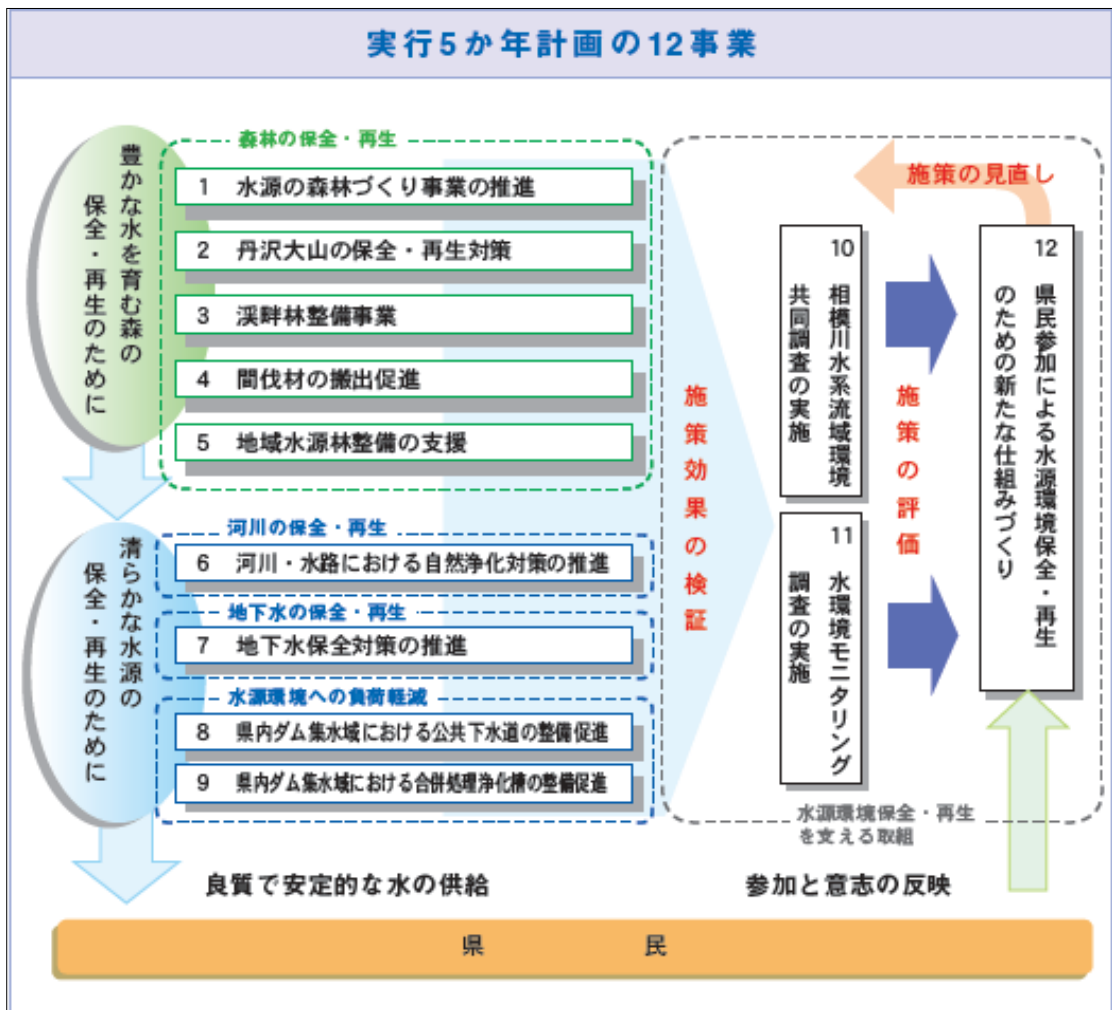 実行5か年計画の12事業
豊かな水を育む森の
保全・再生のために
森林の保全・再生
1 水源の森林づくり事業の推進
2 丹沢大山の保全・再生対策
3 渓畔林整備事業
4 間伐材の搬出促進
5 地域水源林整備の支援
清らかな水源の
保全・再生のために
河川の保全・再生
6 河川・水路における自然浄化対策の推進
地下水の保全・再生
7 地下水保全対策の推進
水源環境への負荷軽減
8 県内ダム集水域における公共下水道の整備促進
9 県内ダム集水域における合併処理浄化槽の整備促進
施策効果の検証
10 相模川水系流域環境
共同調査の実施
11 水環境モニタリング
調査の実施
施策の評価
施策の見直し
12 県民参加による水源環境保全・再生
のための新たな仕組みづくり
水源環境保全・再生
を支える取組
良質で安定的な水の供給
参加と意志の反映
県民